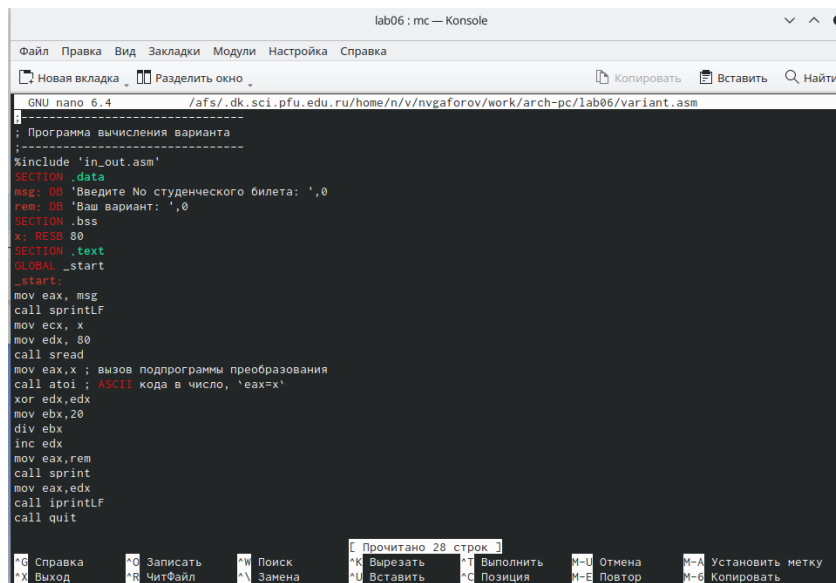 lab06 : mc — Konsole
Файл Правка Вид Закладки Модули Настройка Справка
Новая вкладка Разделить окно Копировать Вставить Найти
GNU nano 6.4 /afs/.dk.sci.pfu.edu.ru/home/n/v/nvgaforov/work/arch-pc/lab06/variant.asm
;--------------------------------
; Программа вычисления варианта
;--------------------------------
%include 'in_out.asm'
SECTION .data
msg: DB 'Введите No студенческого билета: ',0
rem: DB 'Ваш вариант: ',0
SECTION .bss
x: RESB 80
SECTION .text
GLOBAL _start
_start:
mov eax, msg
call sprintLF
mov ecx, x
mov edx, 80
call sread
mov eax,x ; вызов подпрограммы преобразования
call atoi ; ASCII кода в число, `eax=x`
xor edx,edx
mov ebx,20
div ebx
inc edx
mov eax,rem
call sprint
mov eax,edx
call iprintLF
call quit
[ Прочитано 28 строк ]
^G Справка ^O Записать ^W Поиск ^K Вырезать ^T Выполнить M-U Отмена M-A Установить метку
^X Выход ^R ЧитФайл ^\ Замена ^U Вставить ^C Позиция M-E Повтор M-6 Копировать